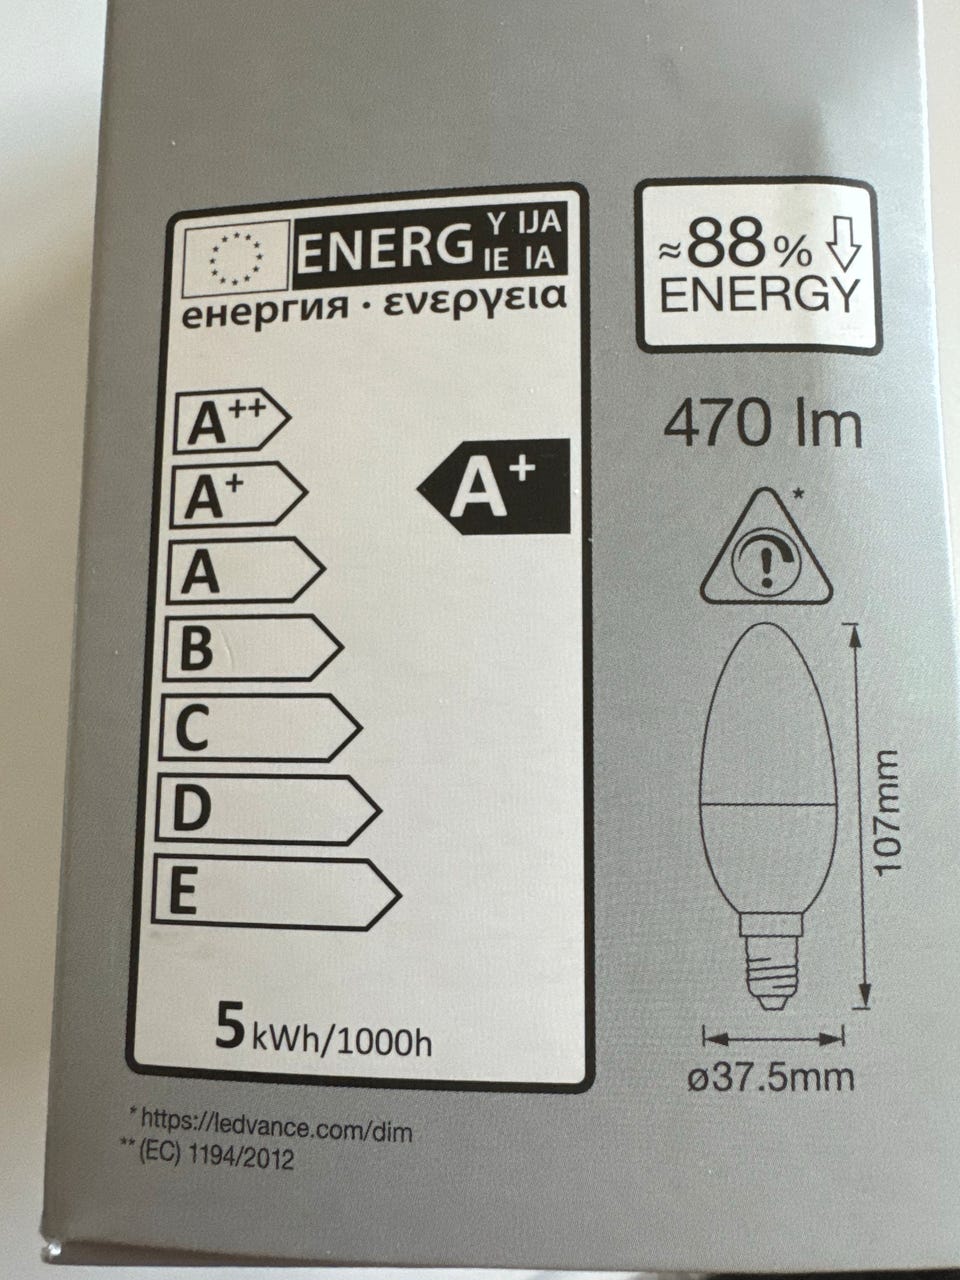 ENERG Y IJA
IE IA
енергия · ενεργεια
A++
A+
A
B
C
D
E
A+
5 kWh/1000h
≈88% 
ENERGY
470 lm
*
!
107mm
ø37.5mm
* https://ledvance.com/dim
** (EC) 1194/2012